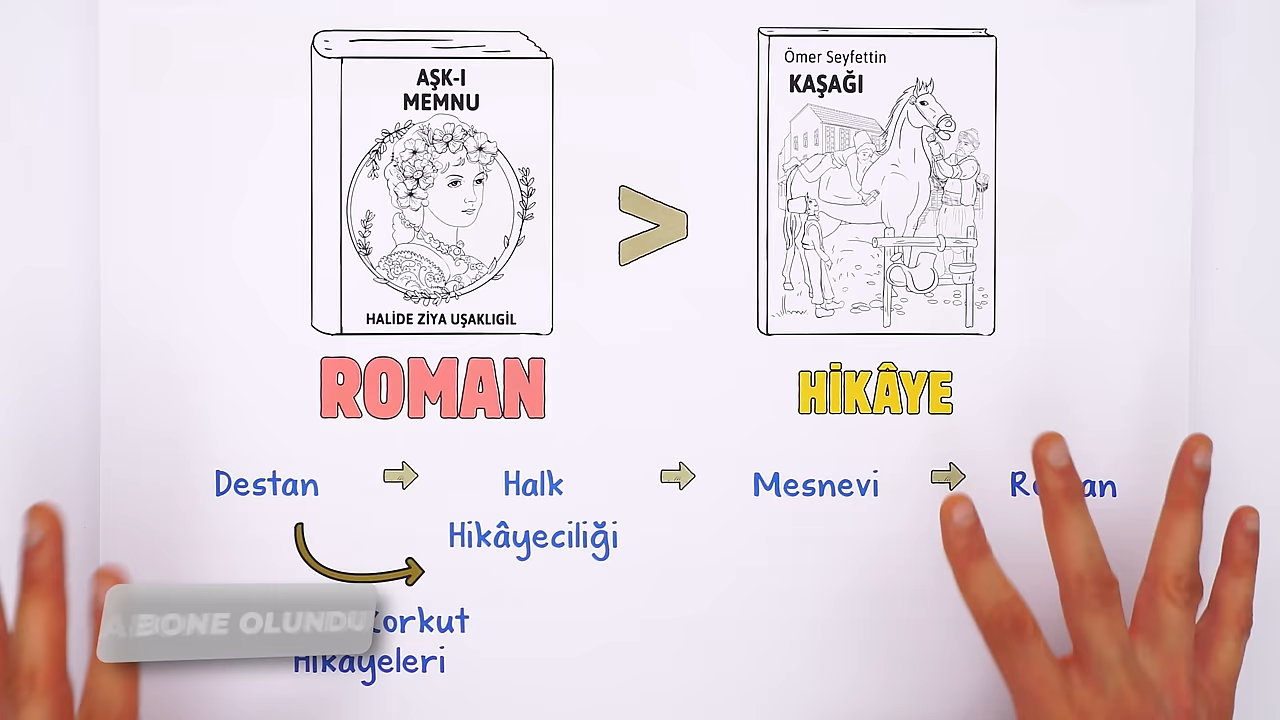 AŞK-I
MEMNU
HALİDE ZİYA UŞAKLIGİL
Ömer Seyfettin
KAŞAĞI
>
ROMAN
HİKÂYE
Destan
Halk
Hikâyeciliği
Mesnevi
ABONE OLUNDU
Hikâyeleri